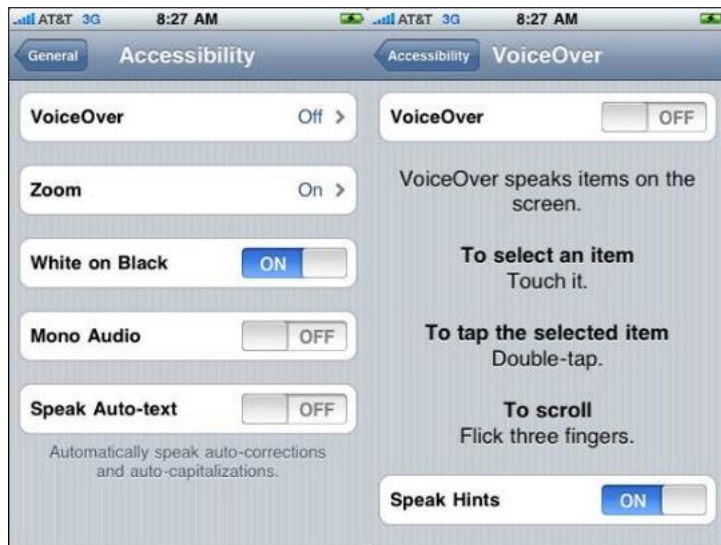 AT&T 3G 8:27 AM
General Accessibility
VoiceOver Off
Zoom On
White on Black ON
Mono Audio OFF
Speak Auto-text OFF
Automatically speak auto-corrections
and auto-capitalizations.
AT&T 3G 8:27 AM
Accessibility VoiceOver
VoiceOver OFF
VoiceOver speaks items on the
screen.
To select an item
Touch it.
To tap the selected item
Double-tap.
To scroll
Flick three fingers.
Speak Hints ON